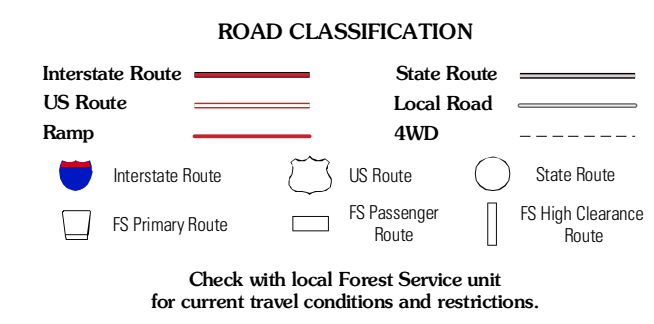 ROAD CLASSIFICATION
Interstate Route
State Route
US Route
Local Road
Ramp
4WD
Interstate Route
US Route
State Route
FS Primary Route
FS Passenger
Route
FS High Clearance
Route
Check with local Forest Service unit
for current travel conditions and restrictions.